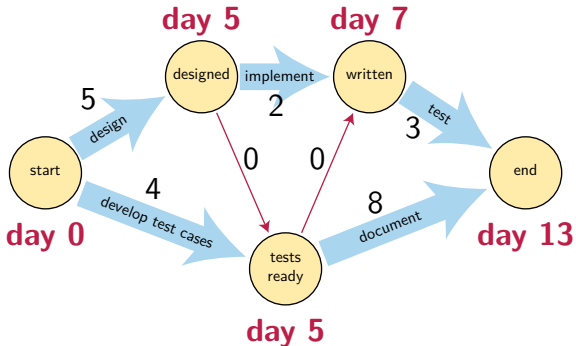 day 5
day 7
designed
implement
written
5
design
2
test
3
0
0
start
4
develop test cases
8
document
end
day 0
day 13
tests
ready
day 5